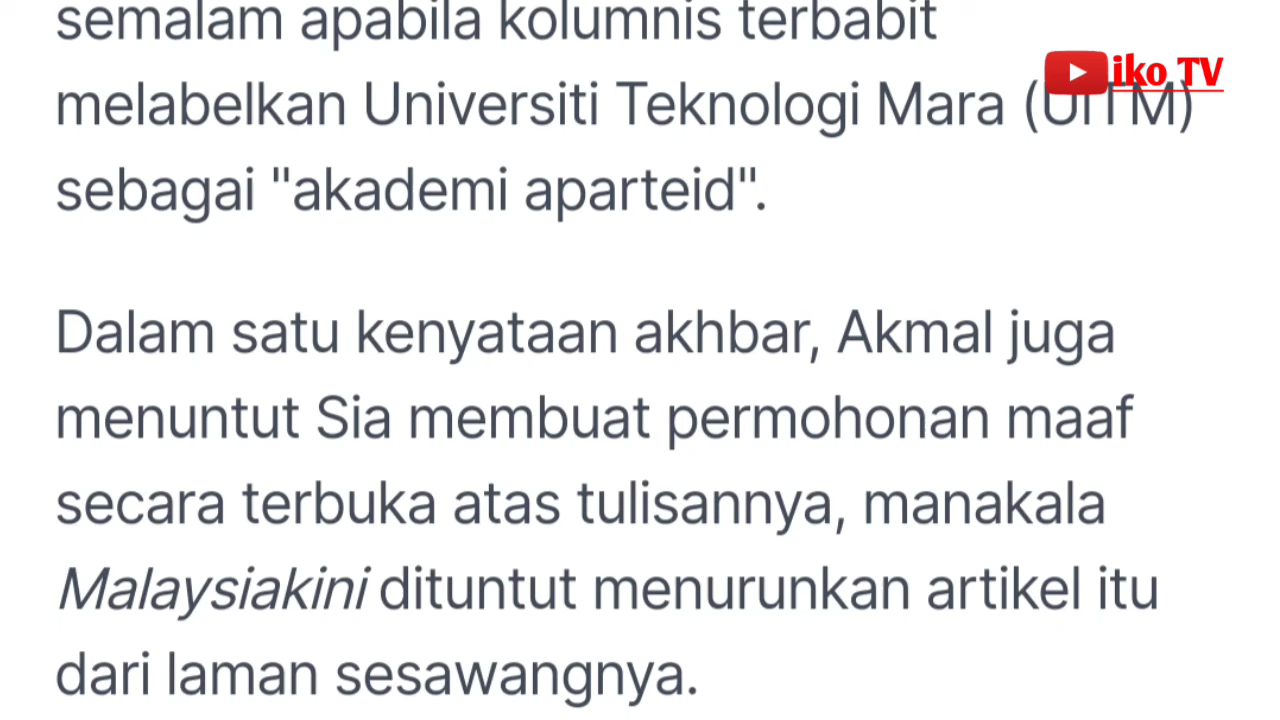 semalam apabila kolumnis terbabit
iko TV
melabelkan Universiti Teknologi Mara (UiTM)
sebagai "akademi aparteid".
Dalam satu kenyataan akhbar, Akmal juga
menuntut Sia membuat permohonan maaf
secara terbuka atas tulisannya, manakala
Malaysiakini dituntut menurunkan artikel itu
dari laman sesawangnya.